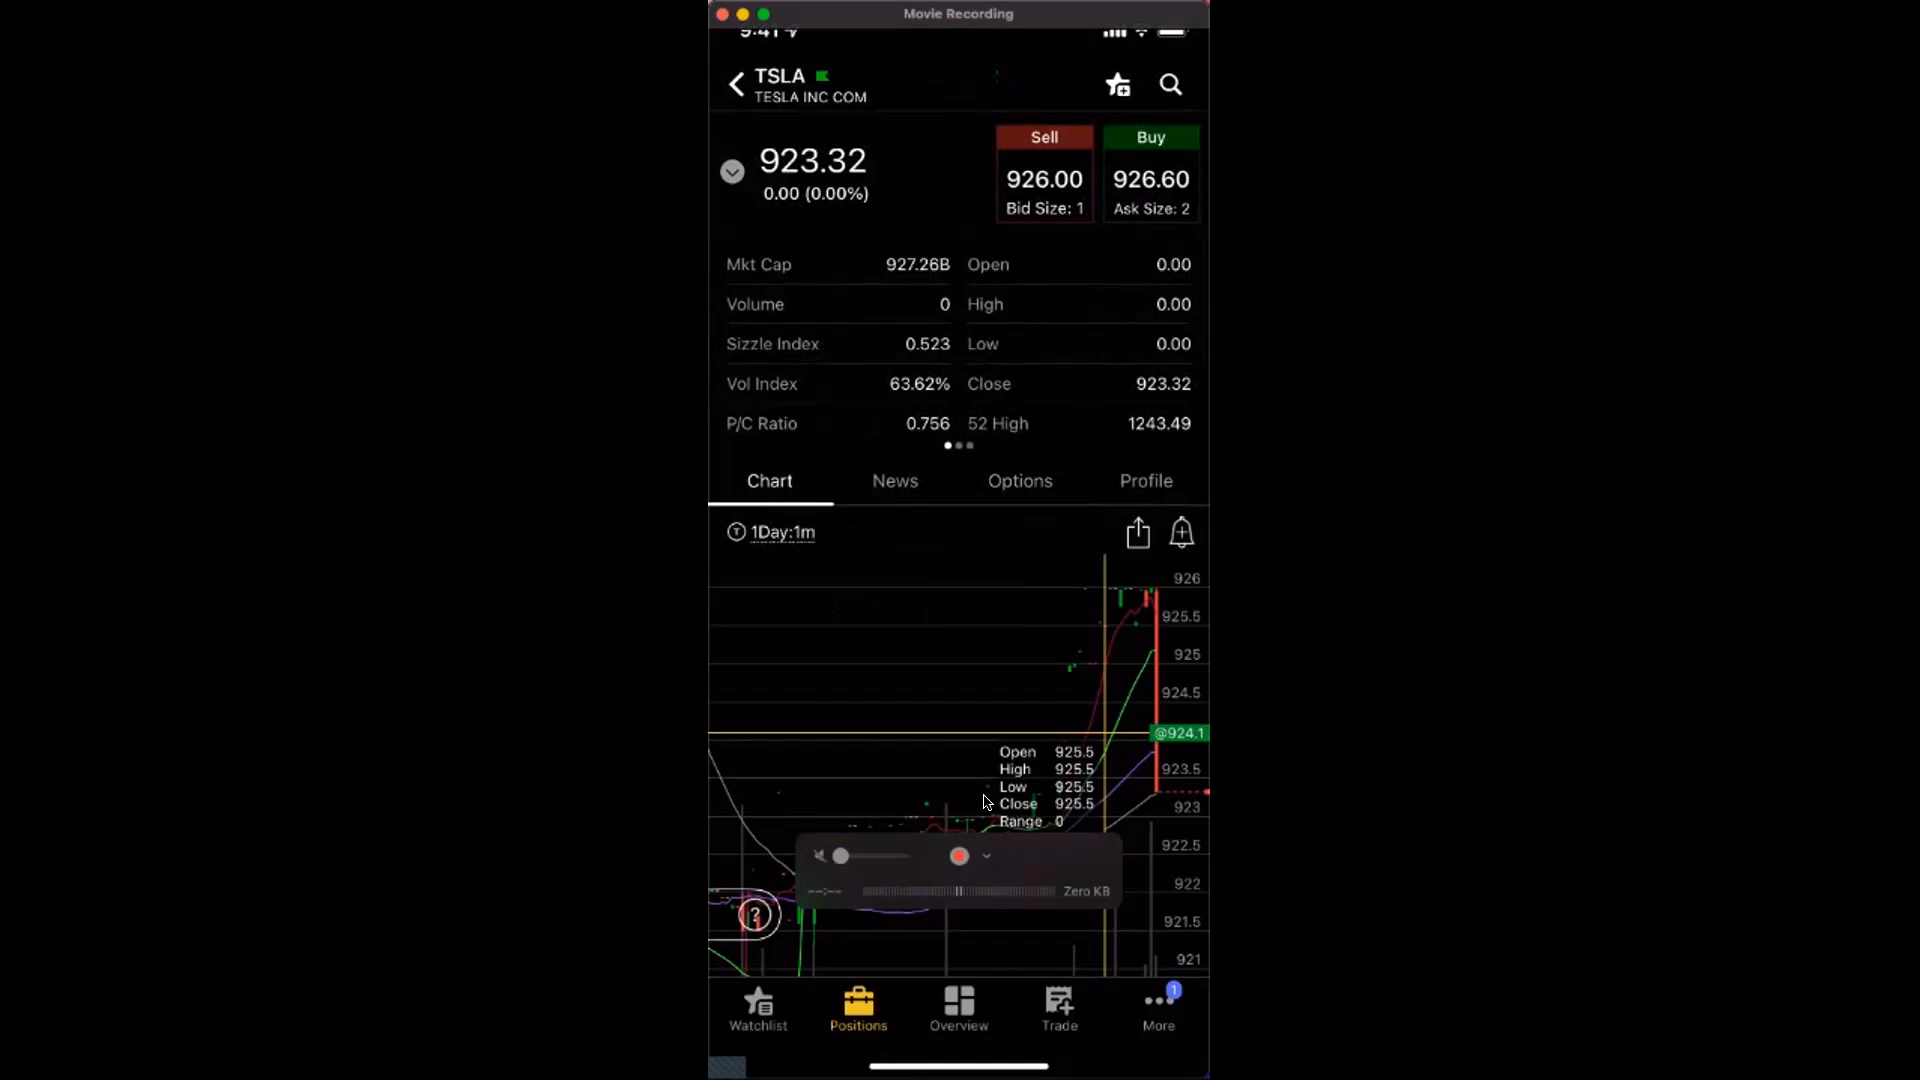 Movie Recording
9:41
TSLA
TESLA INC COM
923.32
0.00 (0.00%)
Sell
926.00
Bid Size: 1
Buy
926.60
Ask Size: 2
Mkt Cap 927.26B Open 0.00
Volume 0 High 0.00
Sizzle Index 0.523 Low 0.00
Vol Index 63.62% Close 923.32
P/C Ratio 0.756 52 High 1243.49
Chart News Options Profile
T 1Day:1m
926
925.5
925
924.5
@924.1
Open 925.5
High 925.5
Low 925.5
Close 925.5
Range 0
923.5
923
922.5
922
921.5
921
--:-- Zero KB
?
1
Watchlist Positions Overview Trade More